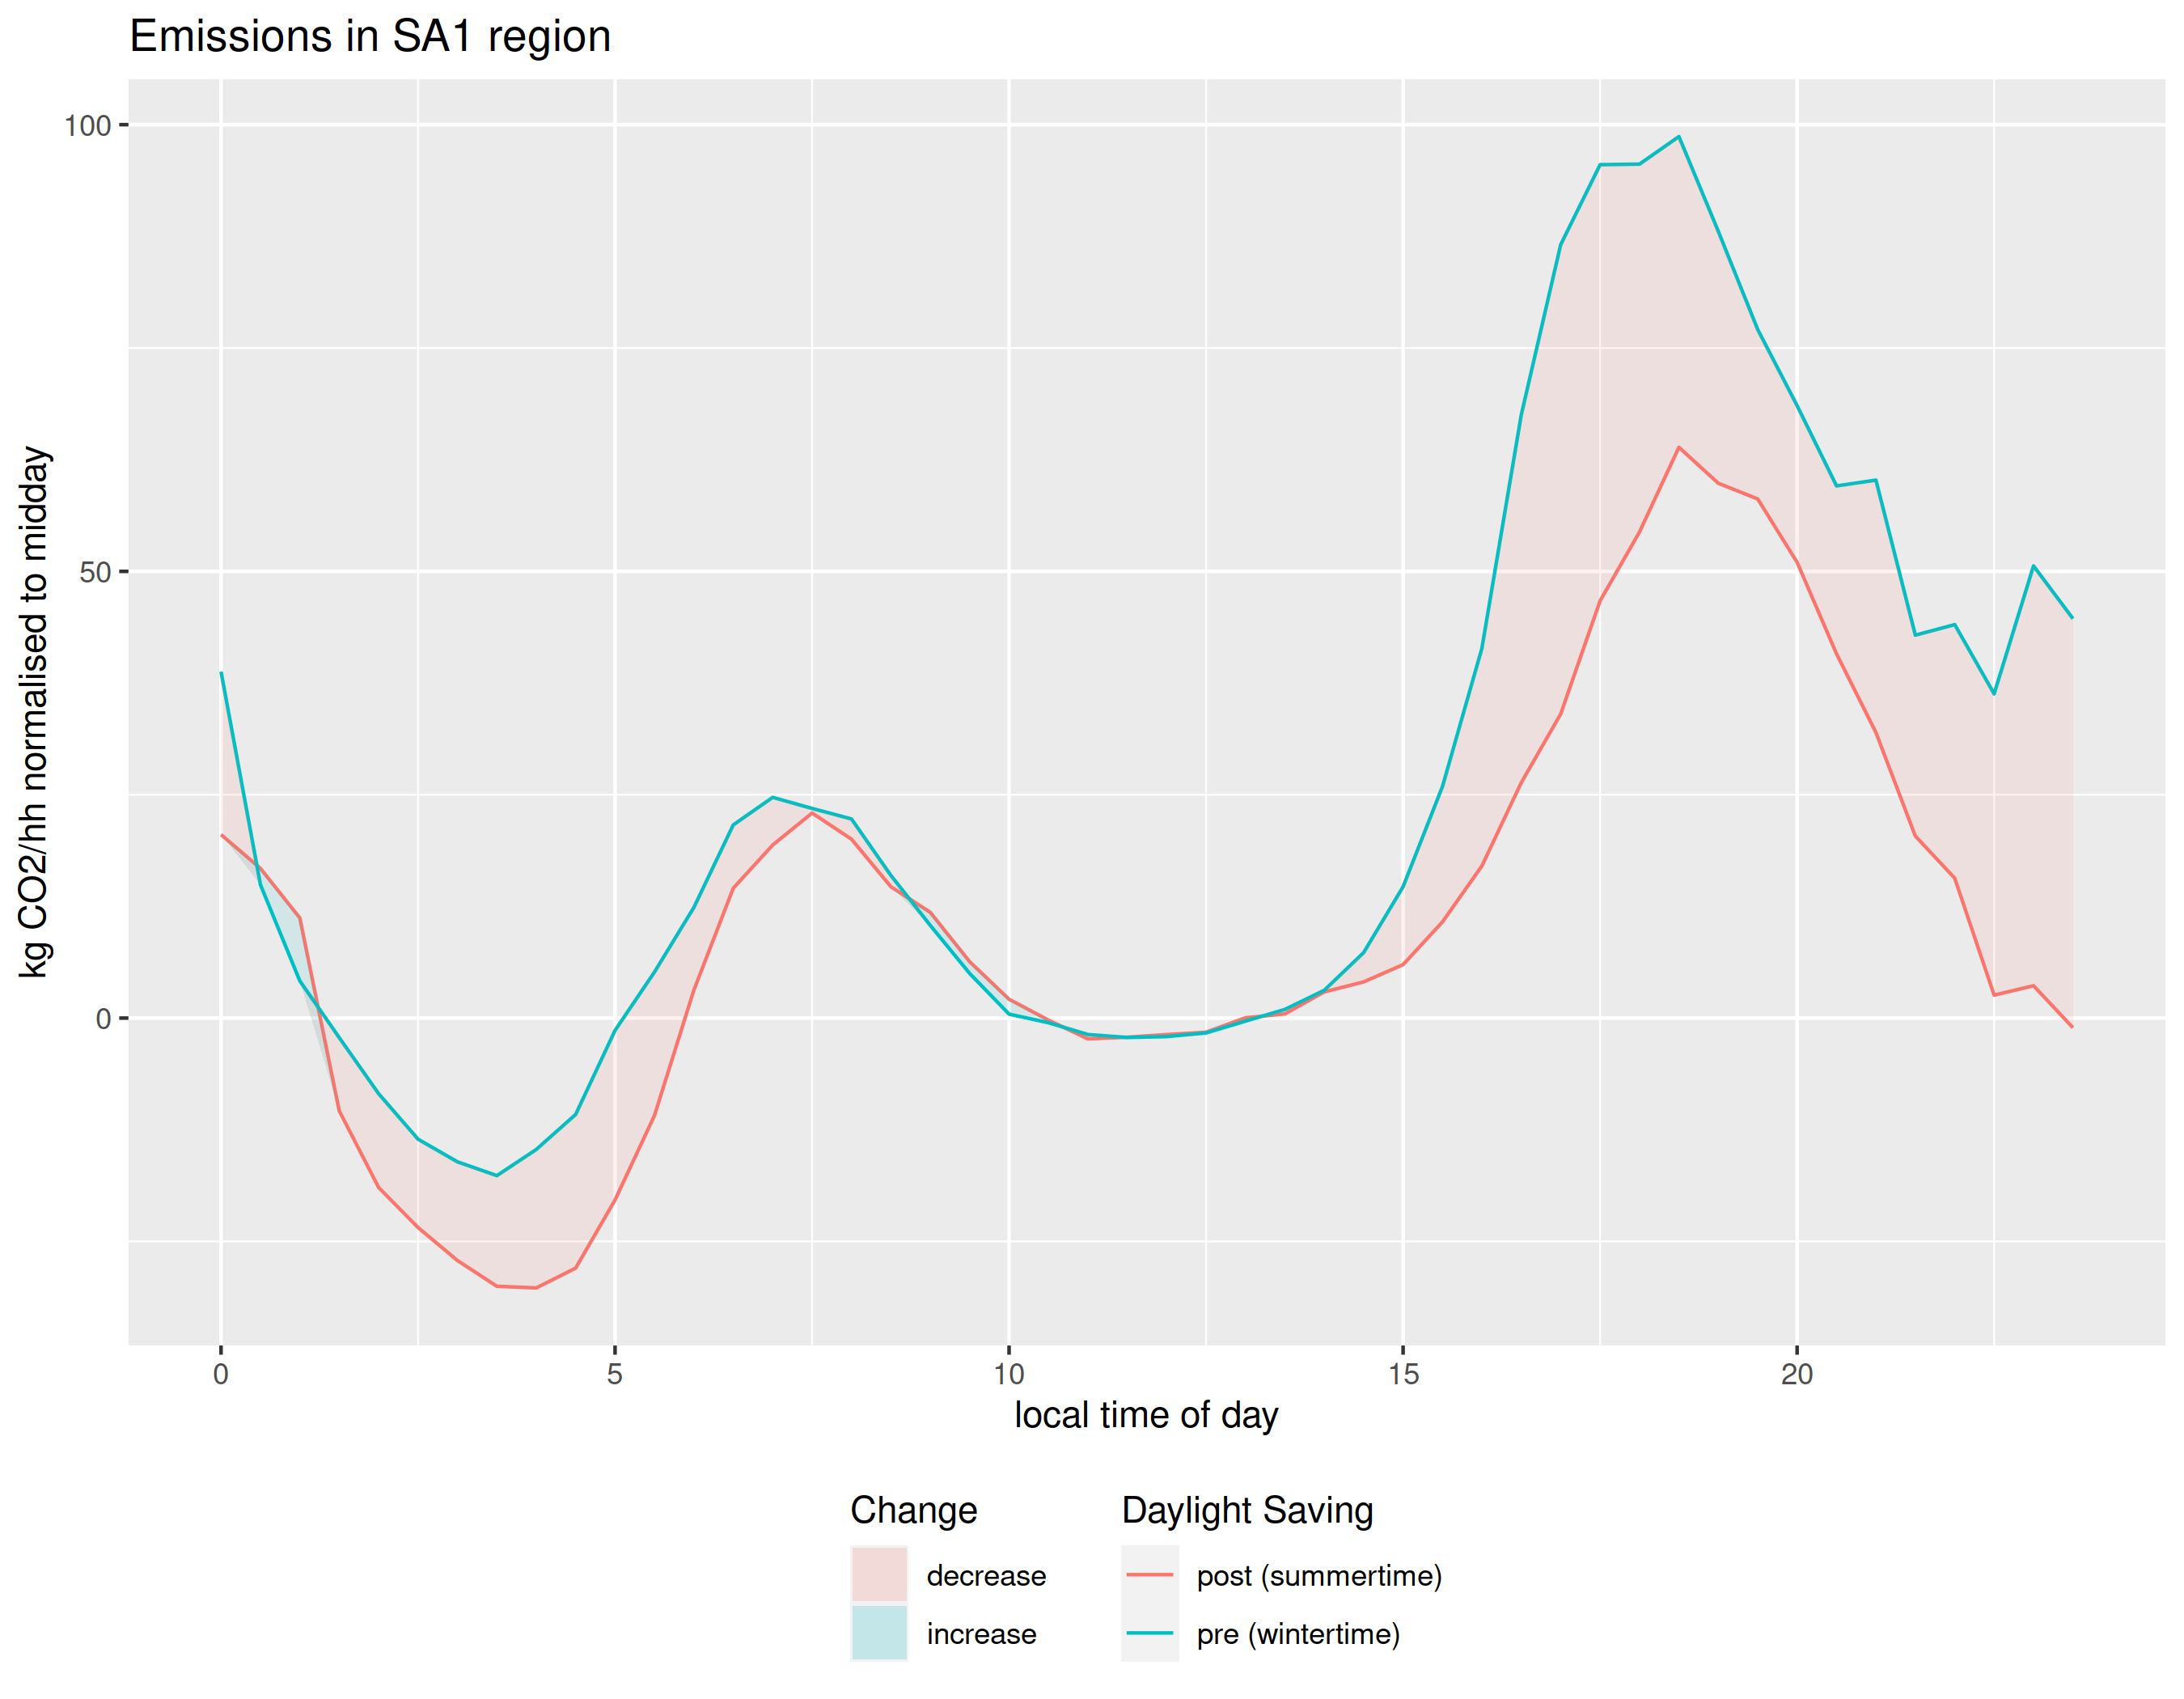 Emissions in SA1 region
100
50
0
kg CO2/hh normalised to midday
0 5 10 15 20
local time of day
Change
decrease
increase
Daylight Saving
post (summertime)
pre (wintertime)